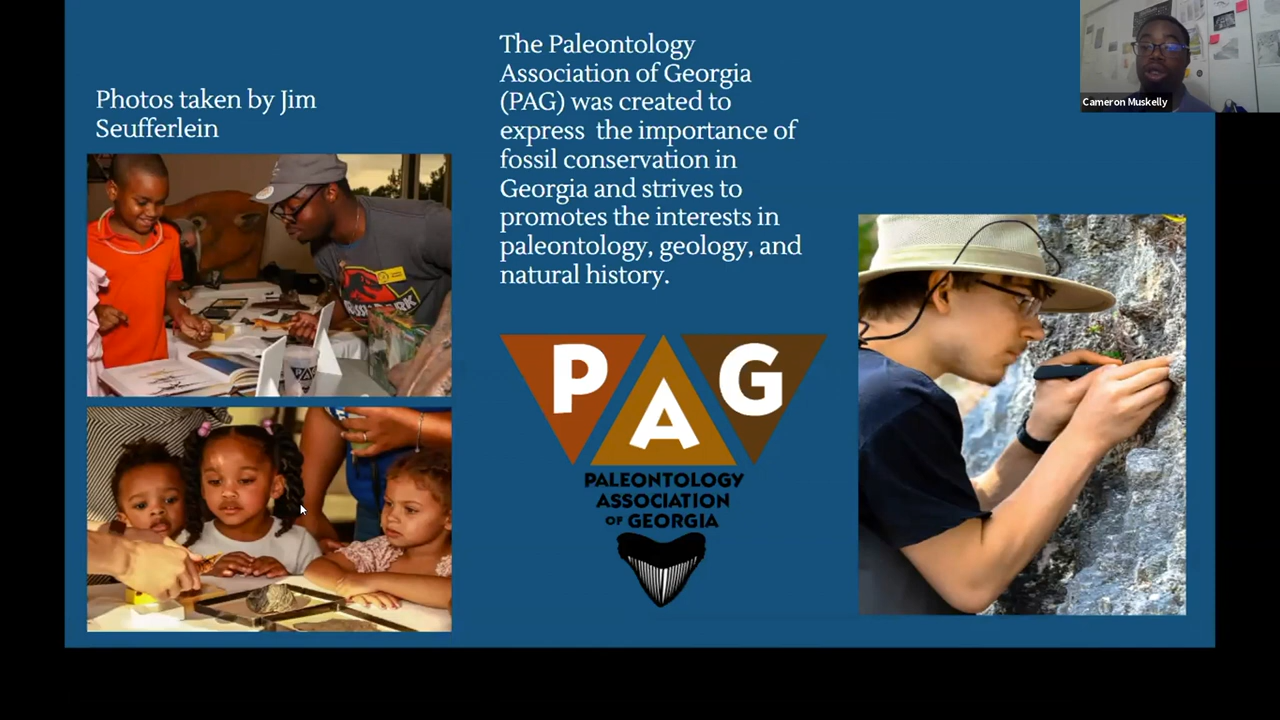 Photos taken by Jim
Seufferlein
The Paleontology
Association of Georgia
(PAG) was created to
express the importance of
fossil conservation in
Georgia and strives to
promotes the interests in
paleontology, geology, and
natural history.
Cameron Muskelly
PAG
PALEONTOLOGY
ASSOCIATION
OF GEORGIA
PAG